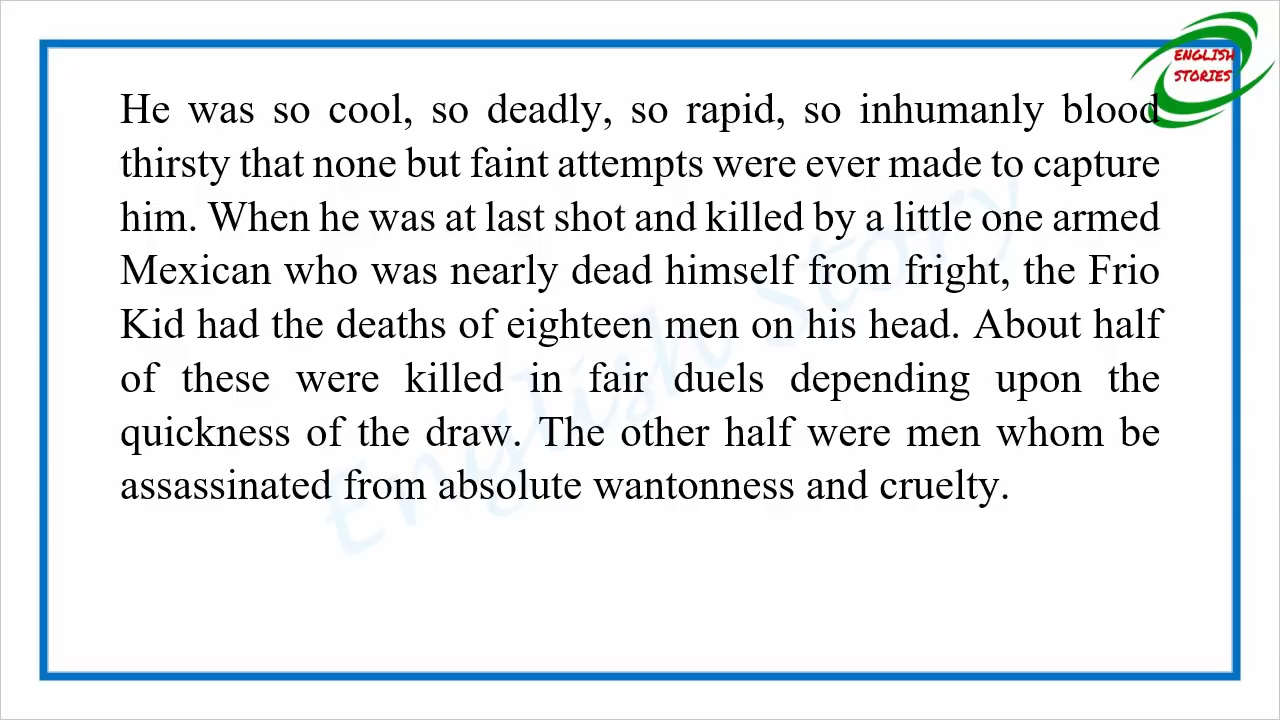 ENGLISH
STORIES
He was so cool, so deadly, so rapid, so inhumanly blood
thirsty that none but faint attempts were ever made to capture
him. When he was at last shot and killed by a little one armed
Mexican who was nearly dead himself from fright, the Frio
Kid had the deaths of eighteen men on his head. About half
of these were killed in fair duels depending upon the
quickness of the draw. The other half were men whom be
assassinated from absolute wantonness and cruelty.
English Story